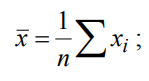 x̄ = 1/n ∑ xᵢ ;